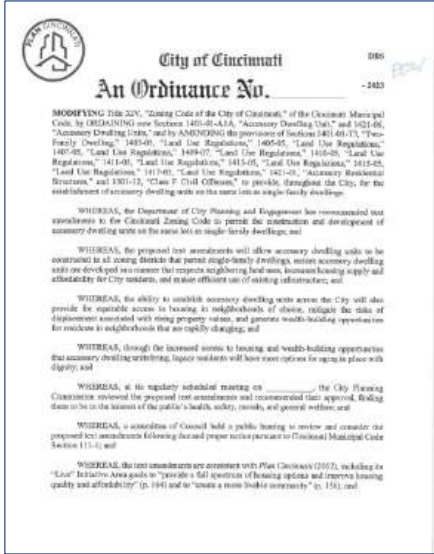 PLAN CINCINNATI
City of Cincinnati
DBS
An Ordinance No.
- 2023
MODIFYING Title XIV, "Zoning Code of the City of Cincinnati," of the Cincinnati Municipal
Code, by ORDAINING new Sections 1401-01-A1A, "Accessory Dwelling Unit," and 1421-06,
"Accessory Dwelling Units," and by AMENDING the provisions of Sections 1401-01-T3, "Two-
Family Dwelling," 1403-05, "Land Use Regulations," 1405-05, "Land Use Regulations,"
1407-05, "Land Use Regulations," 1409-07, "Land Use Regulations," 1410-05, "Land Use
Regulations," 1411-05, "Land Use Regulations," 1413-05, "Land Use Regulations," 1415-05,
"Land Use Regulations," 1417-05, "Land Use Regulations," 1421-01, "Accessory Residential
Structures," and 1501-12, "Class F Civil Offenses," to provide, throughout the City, for the
establishment of accessory dwelling units on the same lots as single-family dwellings.
WHEREAS, the Department of City Planning and Engagement has recommended text
amendments to the Cincinnati Zoning Code to permit the construction and development of
accessory dwelling units on the same lots as single-family dwellings; and
WHEREAS, the proposed text amendments will allow accessory dwelling units to be
constructed in all zoning districts that permit single-family dwellings, ensure accessory dwelling
units are developed in a manner that respects neighboring land uses, increases housing supply and
affordability for City residents, and makes efficient use of existing infrastructure; and
WHEREAS, the ability to establish accessory dwelling units across the City will also
provide for equitable access to housing in neighborhoods of choice, mitigate the risks of
displacement associated with rising property values, and generate wealth-building opportunities
for residents in neighborhoods that are rapidly changing; and
WHEREAS, through the increased access to housing and wealth-building opportunities
that accessory dwelling units bring, legacy residents will have more options for aging in place with
dignity; and
WHEREAS, at its regularly scheduled meeting on , the City Planning
Commission reviewed the proposed text amendments and recommended their approval, finding
them to be in the interest of the public's health, safety, morals, and general welfare; and
WHEREAS, a committee of Council held a public hearing to review and consider the
proposed text amendments following due and proper notice pursuant to Cincinnati Municipal Code
Section 111-1; and
WHEREAS, the text amendments are consistent with Plan Cincinnati (2012), including its
"Live" Initiative Area goals to "provide a full spectrum of housing options and improve housing
quality and affordability" (p. 164) and to "create a more livable community" (p. 156); and